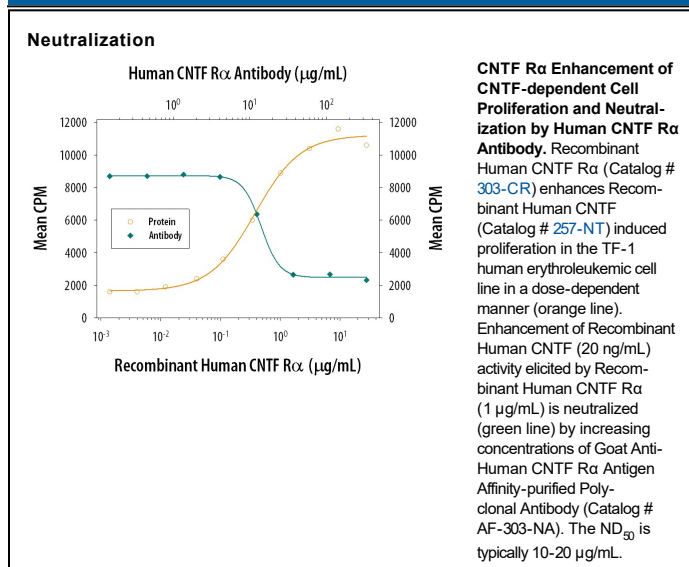 Neutralization
Human CNTF Rα Antibody (µg/mL)
10⁰ 10¹ 10²
12000 12000
10000 10000
8000 8000
6000 6000
4000 4000
2000 2000
0 0
Mean CPM
Mean CPM
Protein
Antibody
10⁻³ 10⁻² 10⁻¹ 10⁰ 10¹
Recombinant Human CNTF Rα (µg/mL)
CNTF Rα Enhancement of
CNTF-dependent Cell
Proliferation and Neutral-
ization by Human CNTF Rα
Antibody. Recombinant
Human CNTF Rα (Catalog #
303-CR) enhances Recom-
binant Human CNTF
(Catalog # 257-NT) induced
proliferation in the TF-1
human erythroleukemic cell
line in a dose-dependent
manner (orange line).
Enhancement of Recombinant
Human CNTF (20 ng/mL)
activity elicited by Recom-
binant Human CNTF Rα
(1 µg/mL) is neutralized
(green line) by increasing
concentrations of Goat Anti-
Human CNTF Rα Antigen
Affinity-purified Poly-
clonal Antibody (Catalog #
AF-303-NA). The ND₅₀ is
typically 10-20 µg/mL.